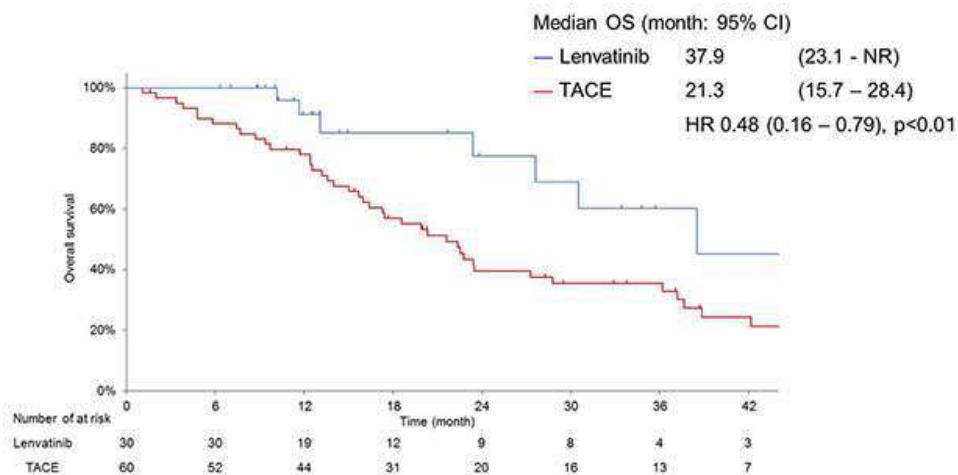 Median OS (month: 95% CI)
Lenvatinib 37.9 (23.1 - NR)
TACE 21.3 (15.7 – 28.4)
HR 0.48 (0.16 – 0.79), p<0.01
Overall survival
100%
80%
60%
40%
20%
0%
0 6 12 18 24 30 36 42
Time (month)
Number of at risk
Lenvatinib 30 30 19 12 9 8 4 3
TACE 60 52 44 31 20 16 13 7